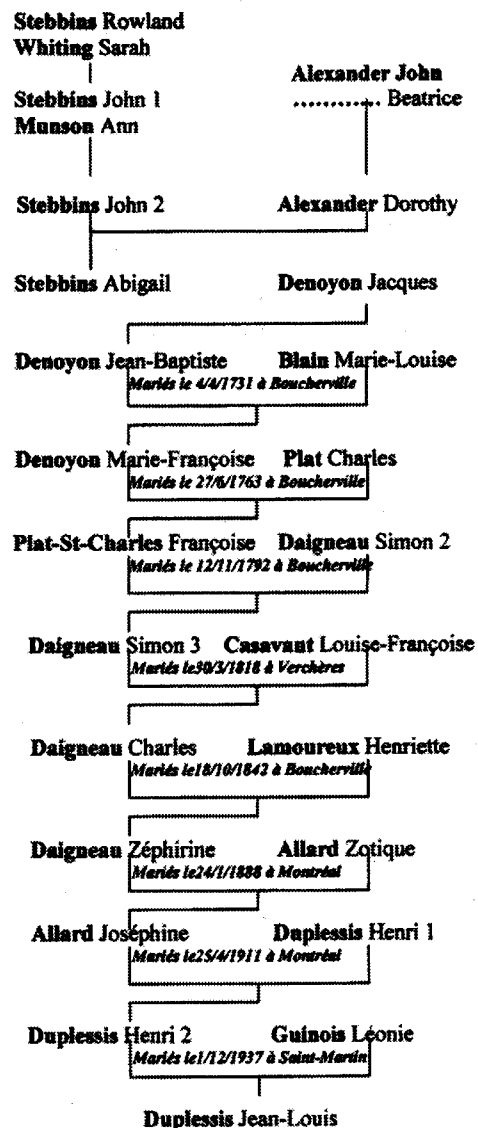 Stebbins Rowland
Whiting Sarah
Alexander John
............ Beatrice
Stebbins John 1
Munson Ann
Stebbins John 2 Alexander Dorothy
Stebbins Abigail Denoyon Jacques
Denoyon Jean-Baptiste Blain Marie-Louise
Mariés le 4/4/1731 à Boucherville
Denoyon Marie-Françoise Plat Charles
Mariés le 27/6/1763 à Boucherville
Plat-St-Charles Françoise Daigneau Simon 2
Mariés le 12/11/1792 à Boucherville
Daigneau Simon 3 Casavant Louise-Françoise
Mariés le30/3/1818 à Verchères
Daigneau Charles Lamoureux Henriette
Mariés le18/10/1842 à Boucherville
Daigneau Zéphirine Allard Zotique
Mariés le24/1/1888 à Montréal
Allard Joséphine Duplessis Henri 1
Mariés le25/4/1911 à Montréal
Duplessis Henri 2 Guinois Léonie
Mariés le1/12/1937 à Saint-Martin
Duplessis Jean-Louis